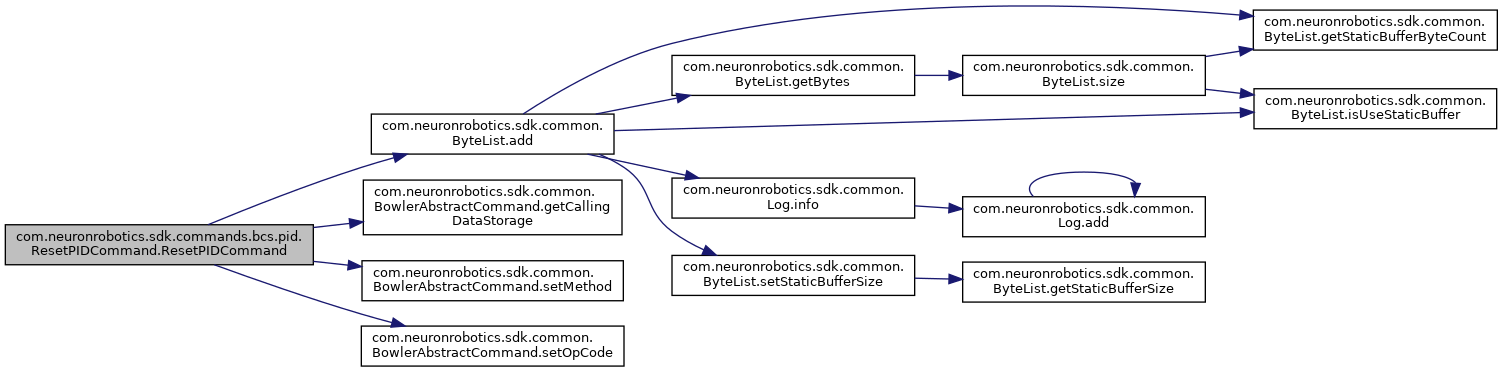 com.neuronrobotics.sdk.commands.bcs.pid.
ResetPIDCommand.ResetPIDCommand
com.neuronrobotics.sdk.common.
ByteList.add
com.neuronrobotics.sdk.common.
BowlerAbstractCommand.getCalling
DataStorage
com.neuronrobotics.sdk.common.
BowlerAbstractCommand.setMethod
com.neuronrobotics.sdk.common.
BowlerAbstractCommand.setOpCode
com.neuronrobotics.sdk.common.
ByteList.getBytes
com.neuronrobotics.sdk.common.
Log.info
com.neuronrobotics.sdk.common.
ByteList.setStaticBufferSize
com.neuronrobotics.sdk.common.
ByteList.size
com.neuronrobotics.sdk.common.
Log.add
com.neuronrobotics.sdk.common.
ByteList.getStaticBufferSize
com.neuronrobotics.sdk.common.
ByteList.getStaticBufferByteCount
com.neuronrobotics.sdk.common.
ByteList.isUseStaticBuffer